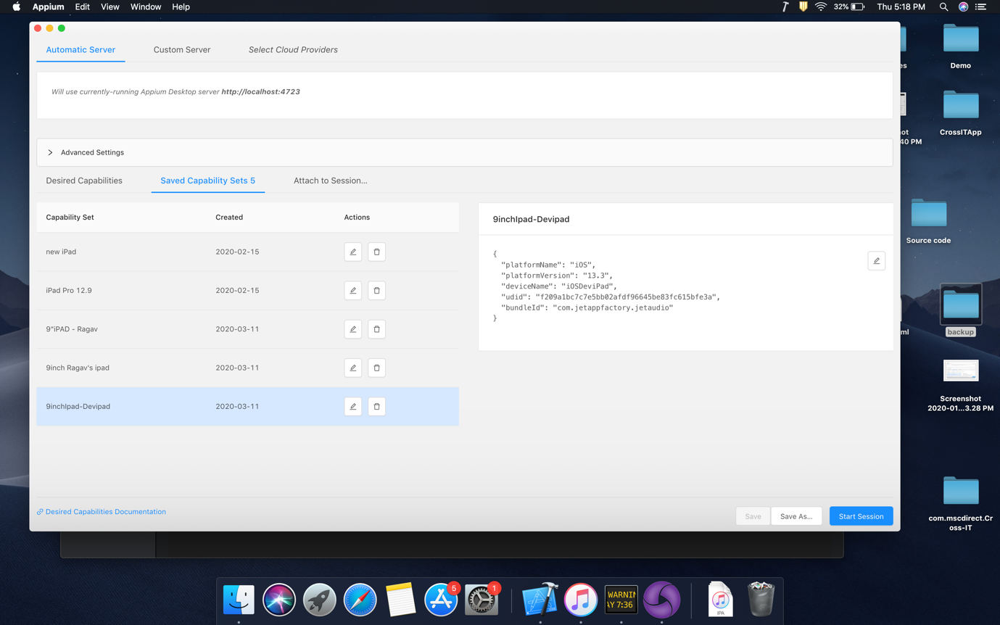 Appium Edit View Window Help 32% Thu 5:18 PM
Automatic Server Custom Server Select Cloud Providers
Will use currently-running Appium Desktop server http://localhost:4723
Advanced Settings
Desired Capabilities Saved Capability Sets 5 Attach to Session...
Capability Set Created Actions
new iPad 2020-02-15
iPad Pro 12.9 2020-02-15
9"iPAD - Ragav 2020-03-11
9inch Ragav's ipad 2020-03-11
9inchIpad-Devipad 2020-03-11
9inchIpad-Devipad
{
"platformName": "iOS",
"platformVersion": "13.3",
"deviceName": "iOSDeviPad",
"udid": "f209a1bc7c7e5bb02afdf96645be83fc615bfe3a",
"bundleId": "com.jetappfactory.jetaudio"
}
Desired Capabilities Documentation
Save Save As... Start Session
es
Demo
ot
40 PM
CrossITApp
Source code
ml
backup
Screenshot
2020-01...3.28 PM
com.mscdirect.Cr
oss-IT
5
1
WARNIN
AY 7:36
IPA